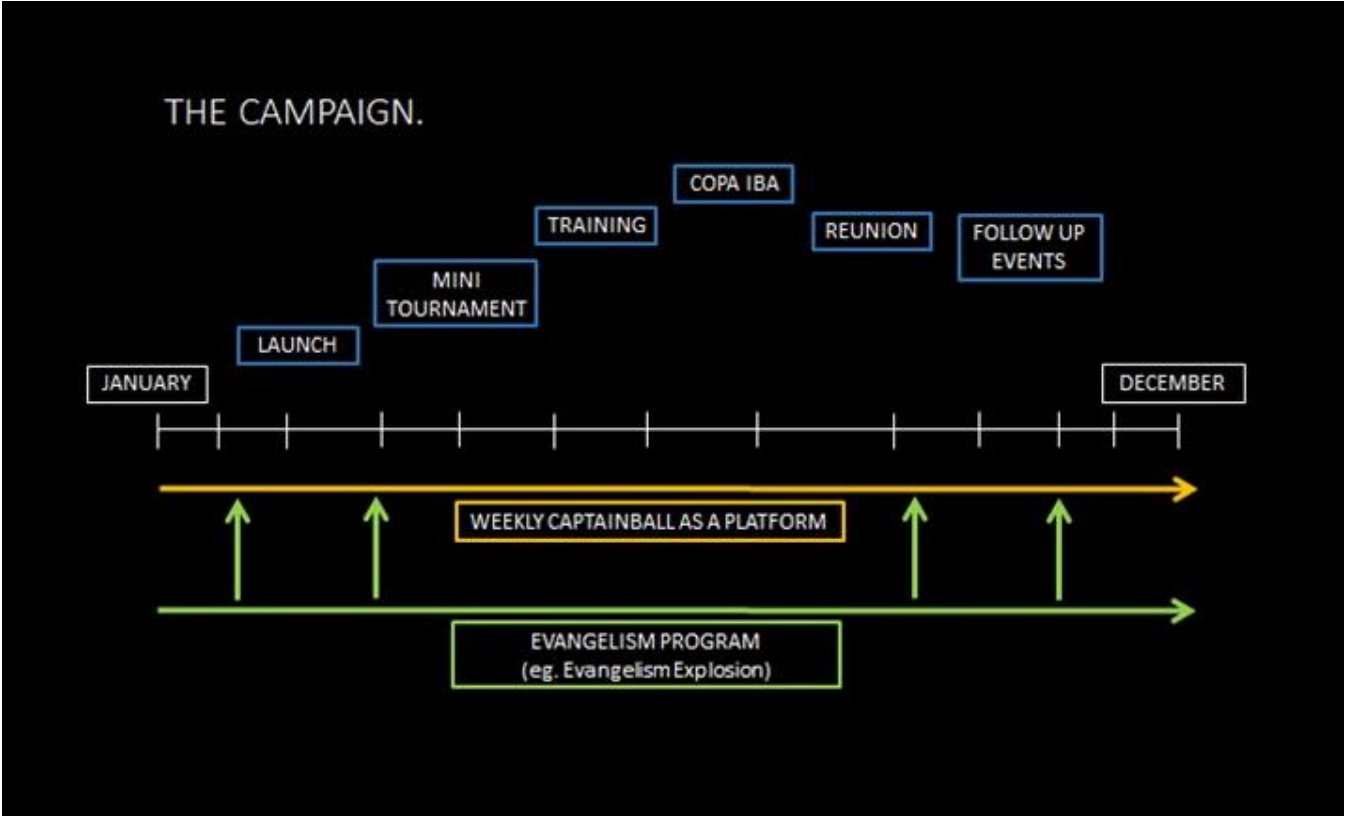 THE CAMPAIGN.
COPA IBA
TRAINING
REUNION
FOLLOW UP
EVENTS
MINI
TOURNAMENT
LAUNCH
JANUARY
DECEMBER
WEEKLY CAPTAINBALL AS A PLATFORM
EVANGELISM PROGRAM
(eg. Evangelism Explosion)